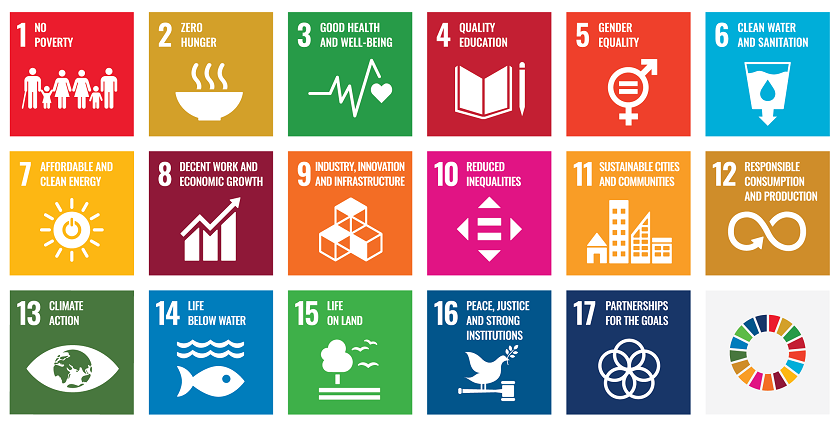 1 NO
POVERTY
2 ZERO
HUNGER
3 GOOD HEALTH
AND WELL-BEING
4 QUALITY
EDUCATION
5 GENDER
EQUALITY
6 CLEAN WATER
AND SANITATION
7 AFFORDABLE AND
CLEAN ENERGY
8 DECENT WORK AND
ECONOMIC GROWTH
9 INDUSTRY, INNOVATION
AND INFRASTRUCTURE
10 REDUCED
INEQUALITIES
11 SUSTAINABLE CITIES
AND COMMUNITIES
12 RESPONSIBLE
CONSUMPTION
AND PRODUCTION
13 CLIMATE
ACTION
14 LIFE
BELOW WATER
15 LIFE
ON LAND
16 PEACE, JUSTICE
AND STRONG
INSTITUTIONS
17 PARTNERSHIPS
FOR THE GOALS